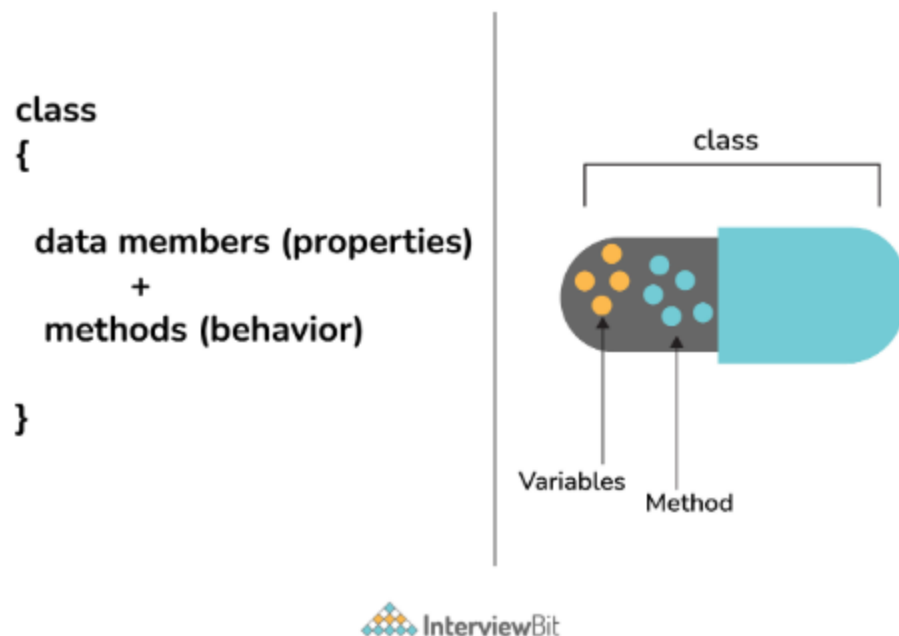 class
{
data members (properties)
+
methods (behavior)
}
class
Variables
Method
InterviewBit